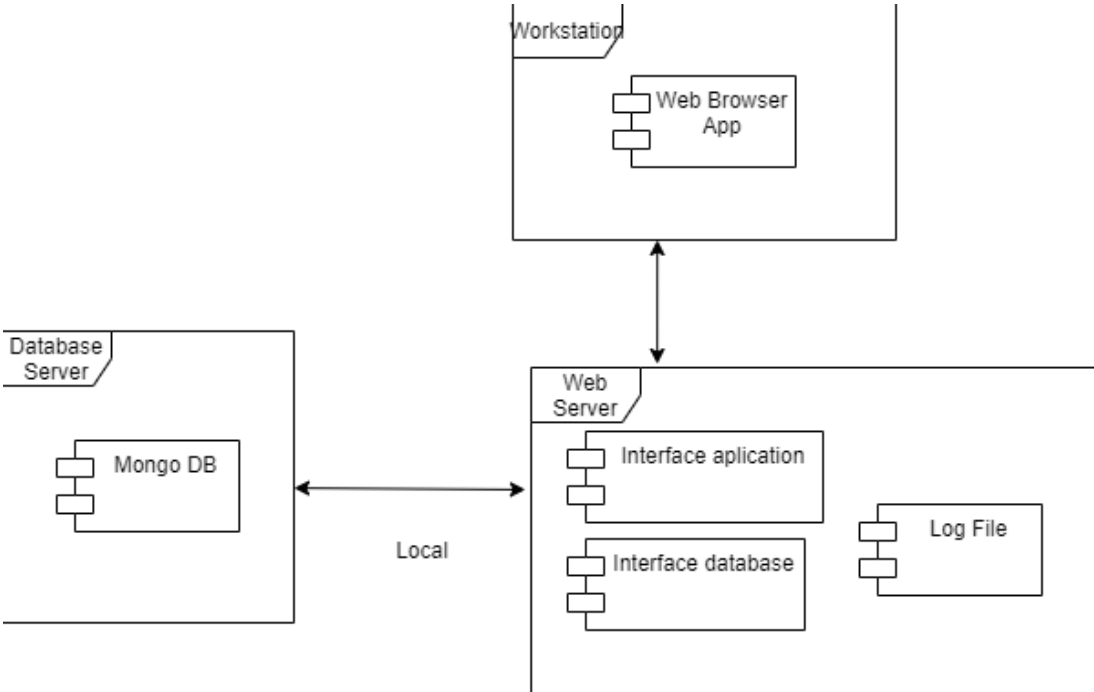 Workstation
Web Browser
App
Database
Server
Mongo DB
Local
Web
Server
Interface aplication
Interface database
Log File